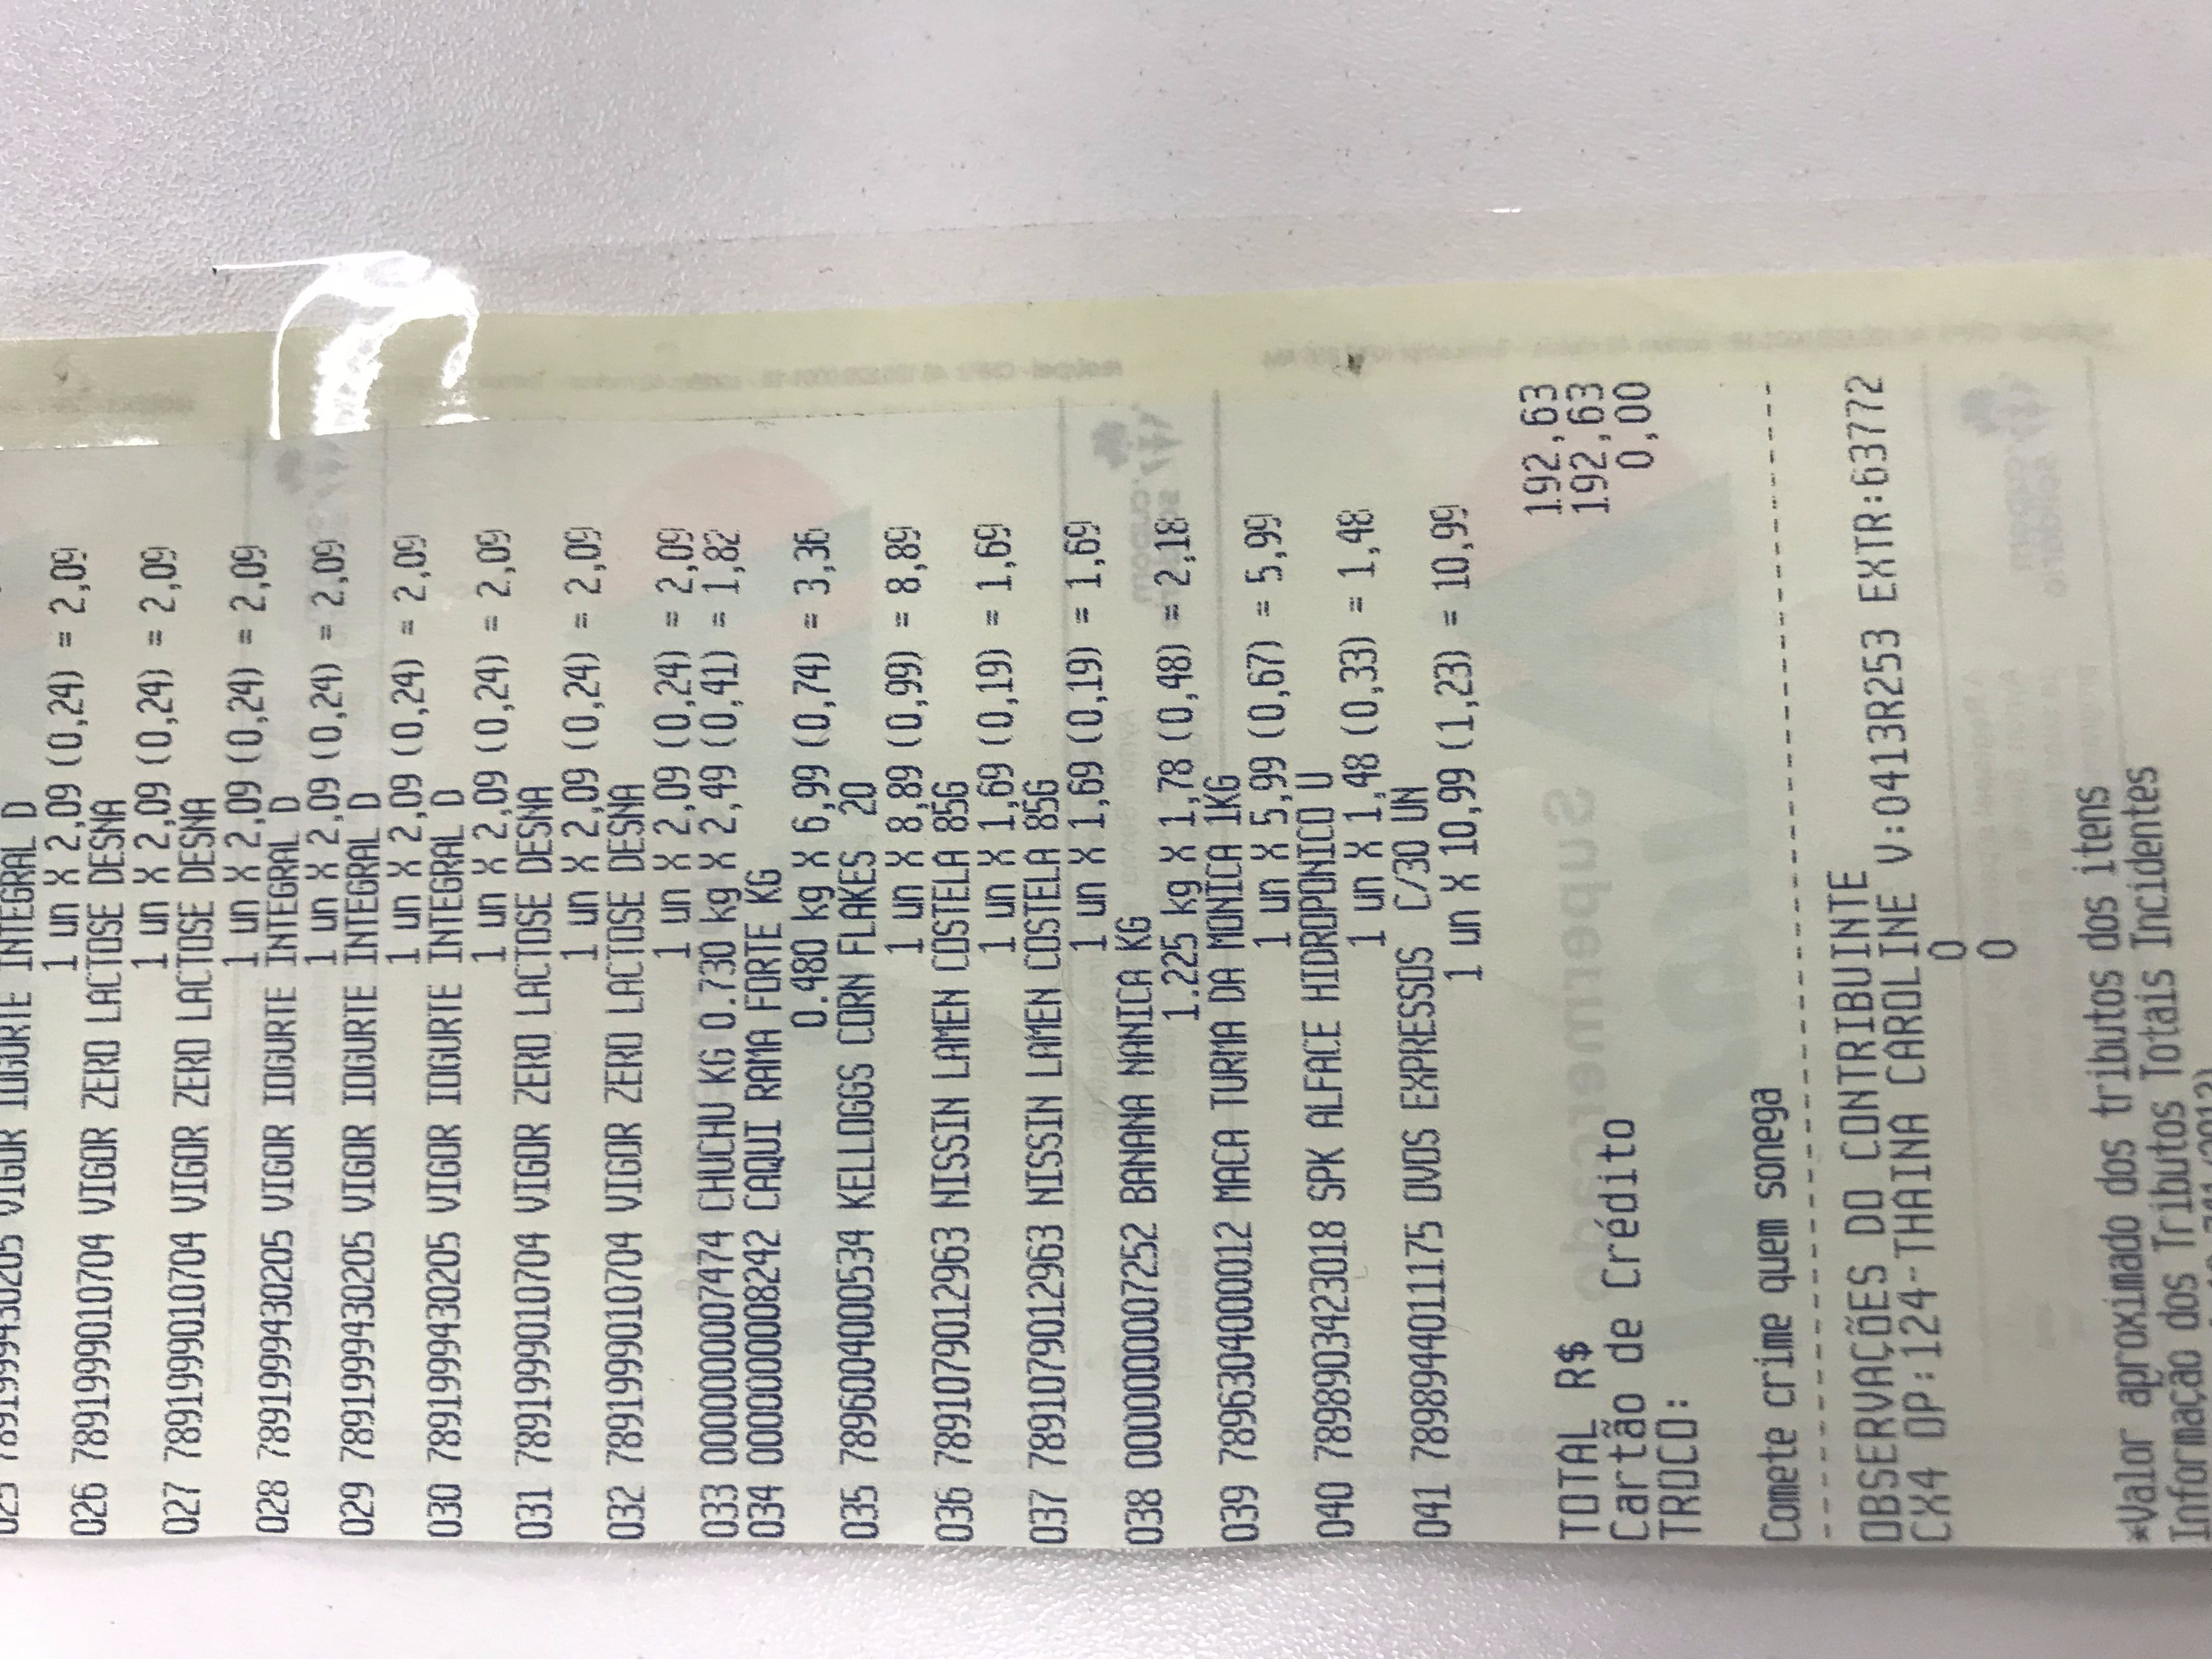 025 7891999430205 VIGOR IOGURTE INTEGRAL D
1 un X 2,09 (0,24) = 2,09
026 7891999010704 VIGOR ZERO LACTOSE DESNA
1 un X 2,09 (0,24) = 2,09
027 7891999010704 VIGOR ZERO LACTOSE DESNA
1 un X 2,09 (0,24) = 2,09
028 7891999430205 VIGOR IOGURTE INTEGRAL D
1 un X 2,09 (0,24) = 2,09
029 7891999430205 VIGOR IOGURTE INTEGRAL D
1 un X 2,09 (0,24) = 2,09
030 7891999430205 VIGOR IOGURTE INTEGRAL D
1 un X 2,09 (0,24) = 2,09
031 7891999010704 VIGOR ZERO LACTOSE DESNA
1 un X 2,09 (0,24) = 2,09
032 7891999010704 VIGOR ZERO LACTOSE DESNA
1 un X 2,09 (0,24) = 2,09
033 0000000007474 CHUCHU KG 0.730 kg X 2,49 (0,41) = 1,82
034 0000000008242 CAQUI RAMA FORTE KG
0.480 kg X 6,99 (0,74) = 3,36
035 7896004000534 KELLOGGS CORN FLAKES 20
1 un X 8,89 (0,99) = 8,89
036 7891079012963 NISSIN LAMEN COSTELA 85G
1 un X 1,69 (0,19) = 1,69
037 7891079012963 NISSIN LAMEN COSTELA 85G
1 un X 1,69 (0,19) = 1,69
038 0000000007252 BANANA NANICA KG
1.225 kg X 1,78 (0,48) = 2,18
039 7896304000012 MACA TURMA DA MONICA 1KG
1 un X 5,99 (0,67) = 5,99
040 7898903423018 SPK ALFACE HIDROPONICO U
1 un X 1,48 (0,33) = 1,48
041 7898944011175 OVOS EXPRESSOS C/30 UN
1 un X 10,99 (1,23) = 10,99
TOTAL R$ 192,63
Cartão de Crédito 192,63
TROCO: 0,00
Comete crime quem sonega
OBSERVAÇÕES DO CONTRIBUINTE
CX4 OP:124-THAINA CAROLINE V:0413R253 EXTR:63772
0
0
*Valor aproximado dos tributos dos itens
Informação dos Tributos Totais Incidentes